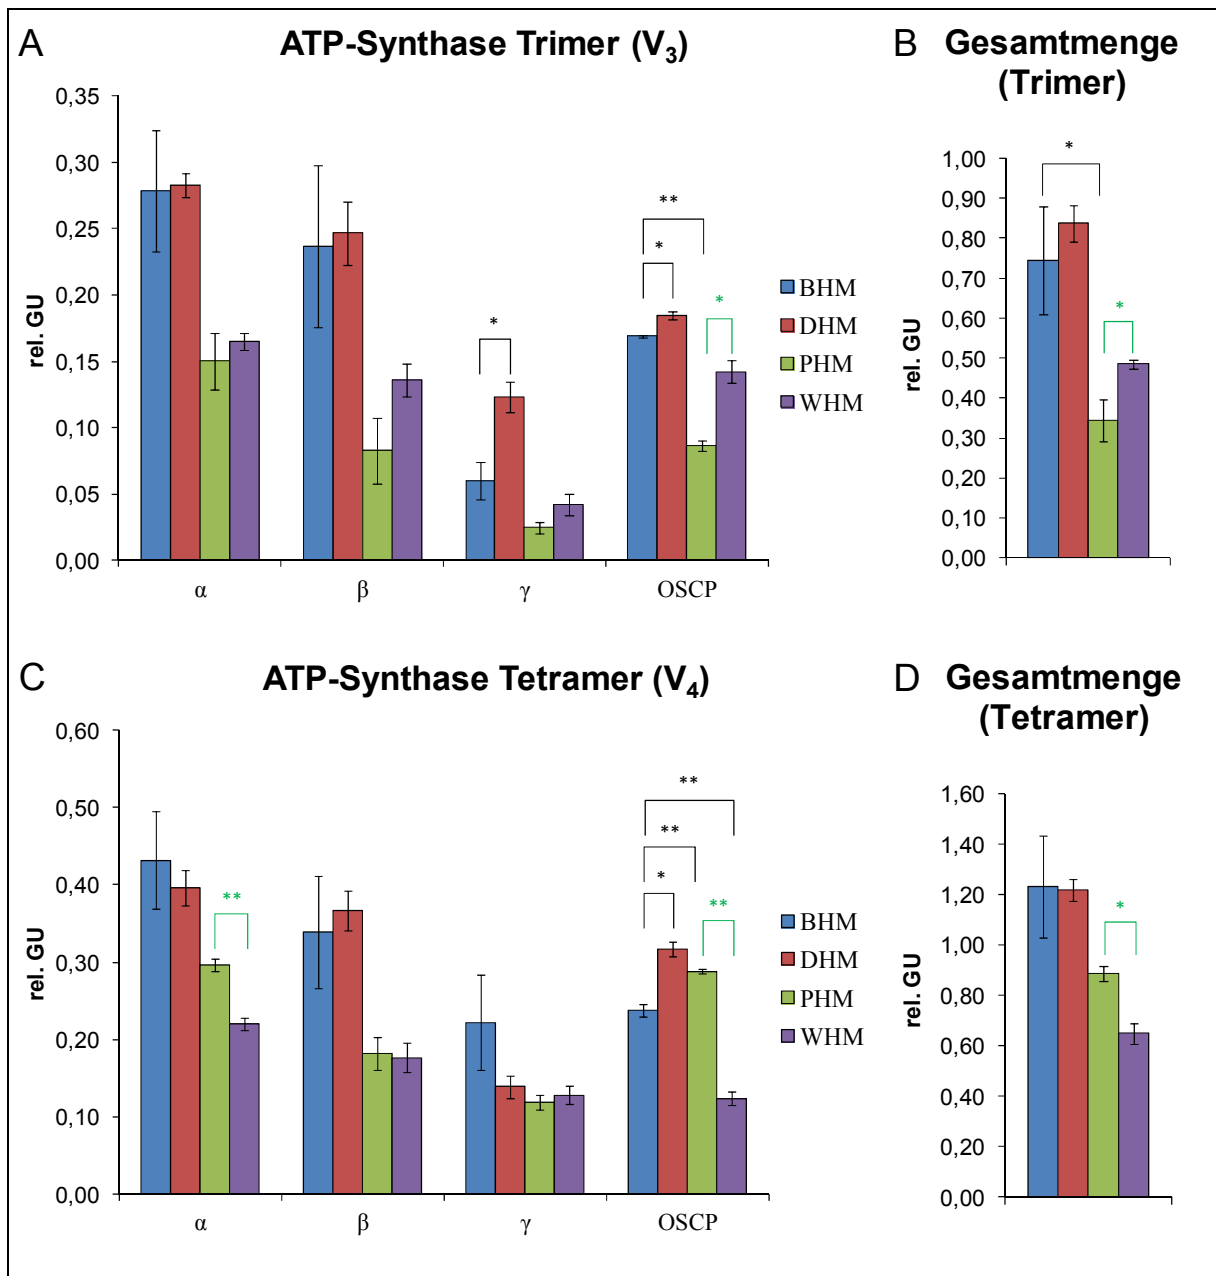 A ATP-Synthase Trimer (V3)
0,35
0,30
0,25
0,20
0,15
0,10
0,05
0,00
rel. GU
*
**
*
*
α β γ OSCP
BHM
DHM
PHM
WHM
B Gesamtmenge
(Trimer)
1,00
0,90
0,80
0,70
0,60
0,50
0,40
0,30
0,20
0,10
0,00
rel. GU
*
*
C ATP-Synthase Tetramer (V4)
0,60
0,50
0,40
0,30
0,20
0,10
0,00
rel. GU
**
**
**
*
**
α β γ OSCP
BHM
DHM
PHM
WHM
D Gesamtmenge
(Tetramer)
1,60
1,40
1,20
1,00
0,80
0,60
0,40
0,20
0,00
rel. GU
*